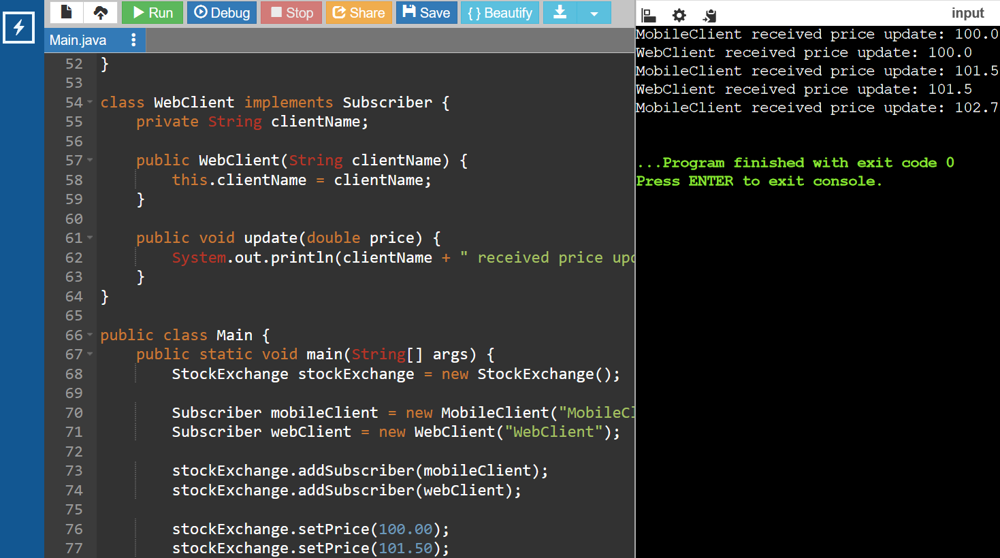 Run Debug Stop Share Save { } Beautify
input
Main.java
52 }
53
54 class WebClient implements Subscriber {
55 private String clientName;
56
57 public WebClient(String clientName) {
58 this.clientName = clientName;
59 }
60
61 public void update(double price) {
62 System.out.println(clientName + " received price upd
63 }
64 }
65
66 public class Main {
67 public static void main(String[] args) {
68 StockExchange stockExchange = new StockExchange();
69
70 Subscriber mobileClient = new MobileClient("MobileCl
71 Subscriber webClient = new WebClient("WebClient");
72
73 stockExchange.addSubscriber(mobileClient);
74 stockExchange.addSubscriber(webClient);
75
76 stockExchange.setPrice(100.00);
77 stockExchange.setPrice(101.50);
MobileClient received price update: 100.0
WebClient received price update: 100.0
MobileClient received price update: 101.5
WebClient received price update: 101.5
MobileClient received price update: 102.7
...Program finished with exit code 0
Press ENTER to exit console.